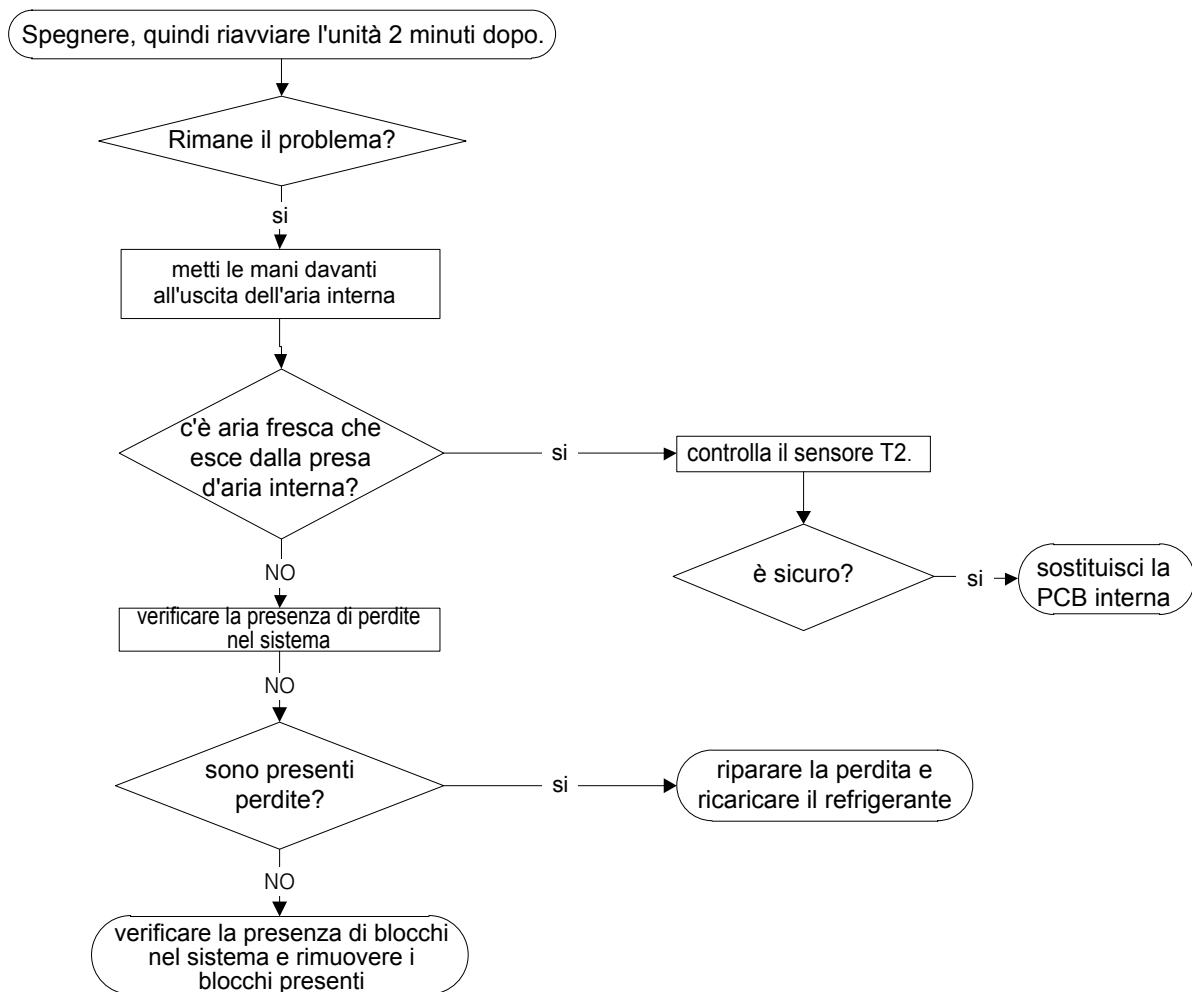 Spegnere, quindi riavviare l'unità 2 minuti dopo.
Rimane il problema?
si
metti le mani davanti
all'uscita dell'aria interna
c'è aria fresca che
esce dalla presa
d'aria interna?
si
controlla il sensore T2.
è sicuro?
si
sostituisci la
PCB interna
NO
verificare la presenza di perdite
nel sistema
NO
sono presenti
perdite?
si
riparare la perdita e
ricaricare il refrigerante
NO
verificare la presenza di blocchi
nel sistema e rimuovere i
blocchi presenti